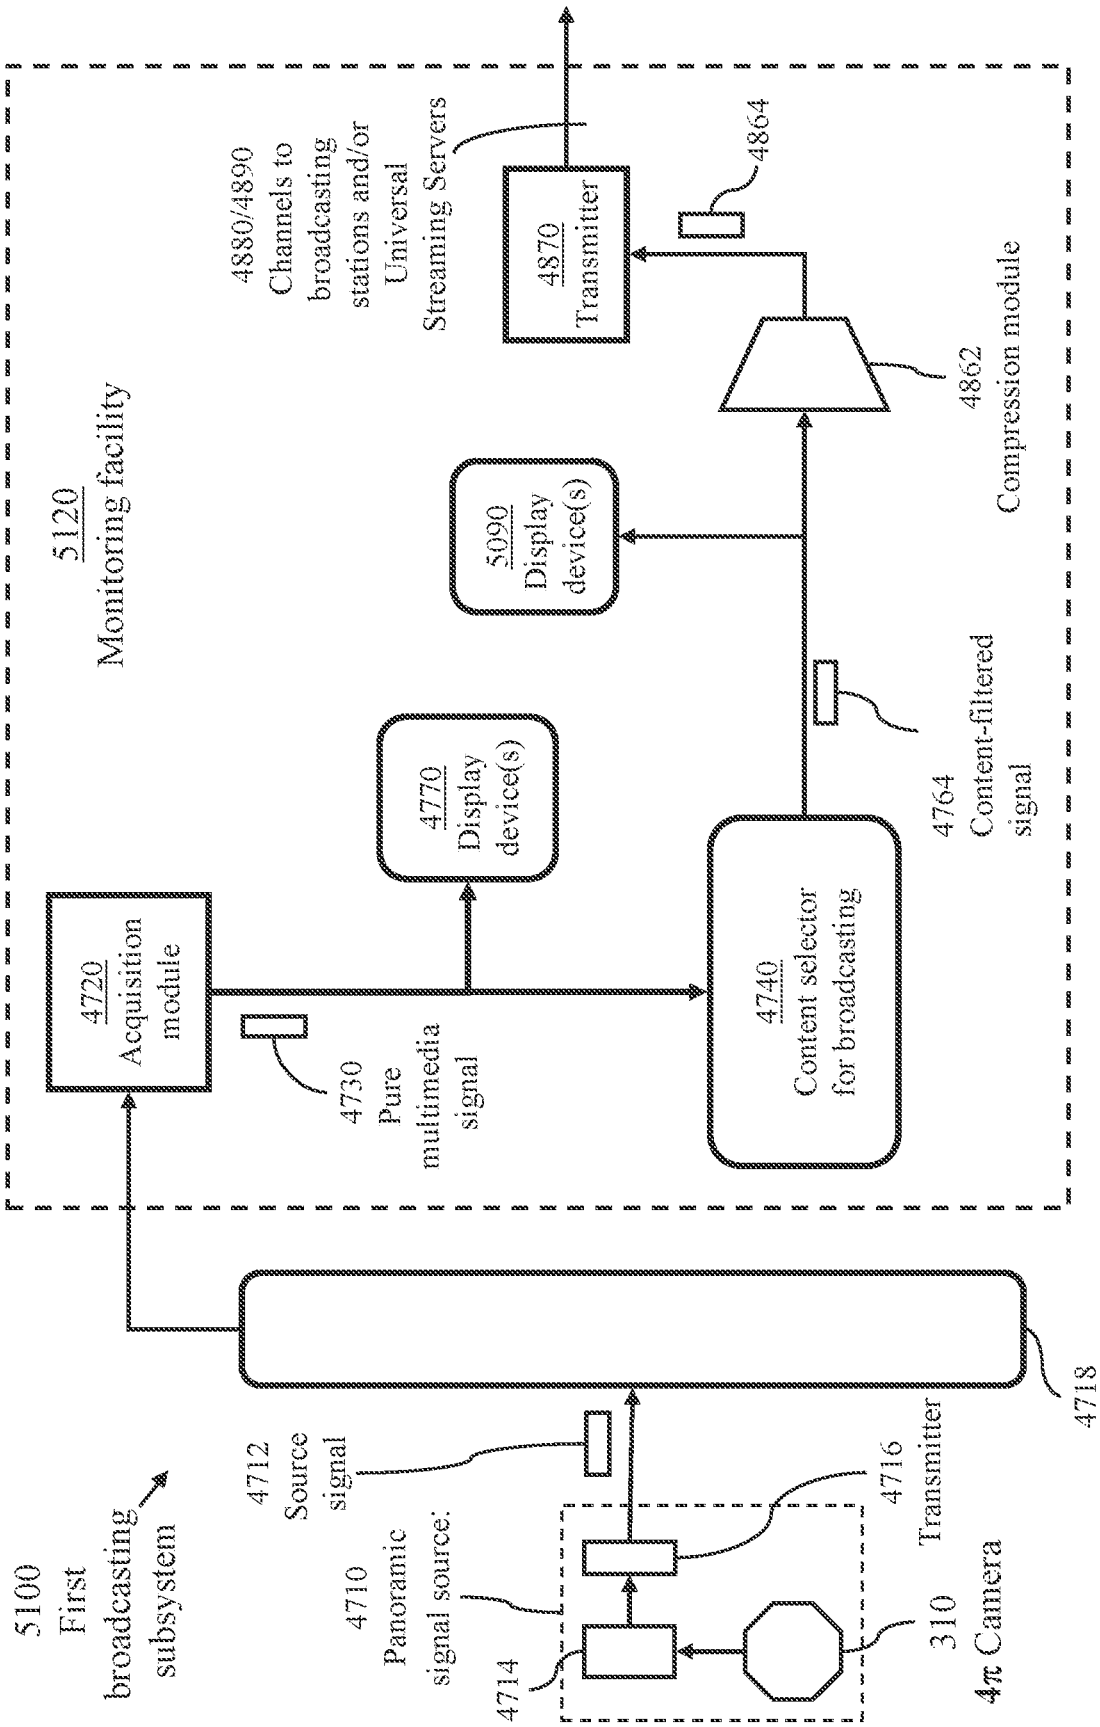 5100
First
broadcasting
subsystem
4710
Panoramic
signal source:
4714
4712
Source
signal
4716
Transmitter
310
4π Camera
4718
5120
Monitoring facility
4720
Acquisition
module
4730
Pure
multimedia
signal
4770
Display
device(s)
4740
Content selector
for broadcasting
4764
Content-filtered
signal
5090
Display
device(s)
4862
Compression module
4864
4870
Transmitter
4880/4890
Channels to
broadcasting
stations and/or
Universal
Streaming Servers